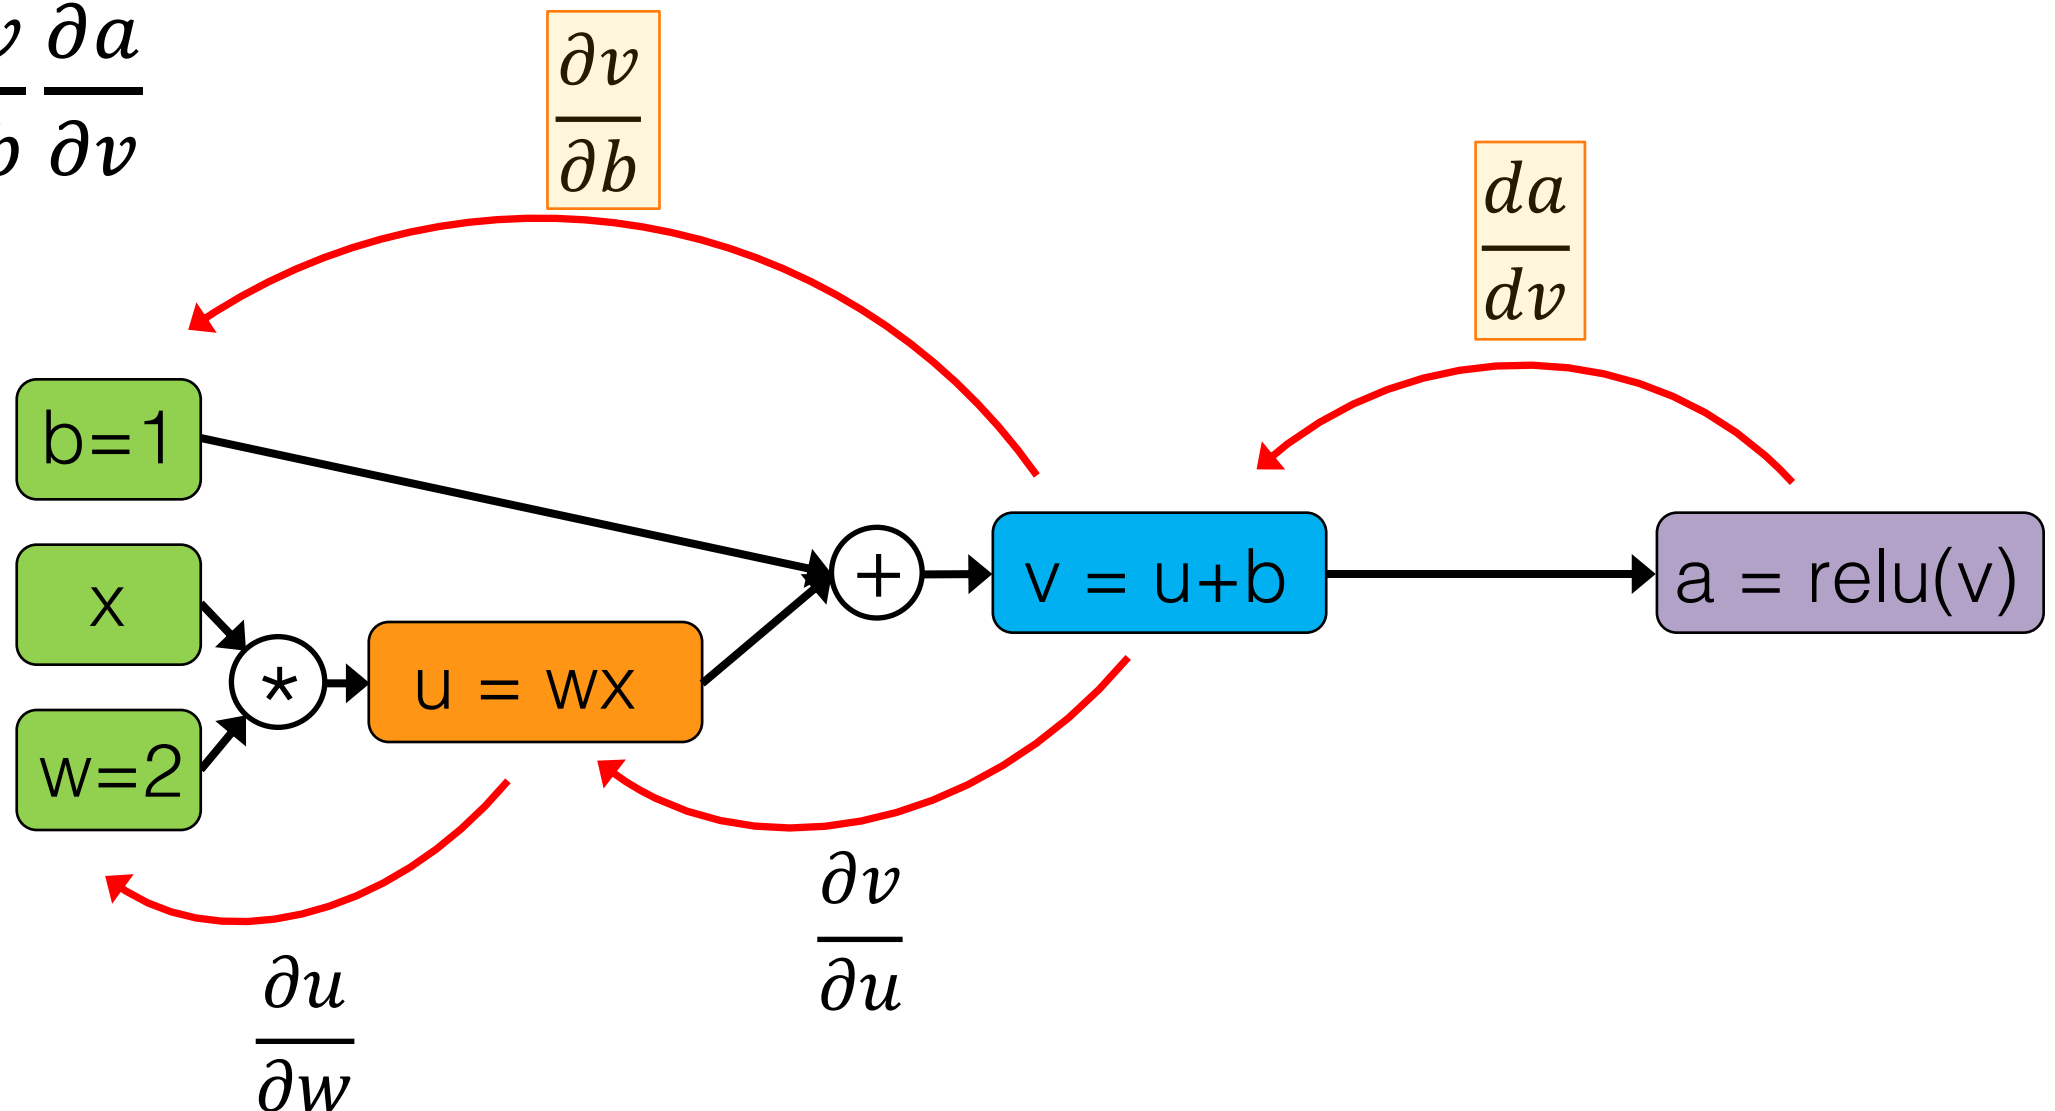 ∂a
∂v
∂v
∂b
da
dv
b=1
x
w=2
*
u = wx
+
v = u+b
a = relu(v)
∂v
∂u
∂u
∂w